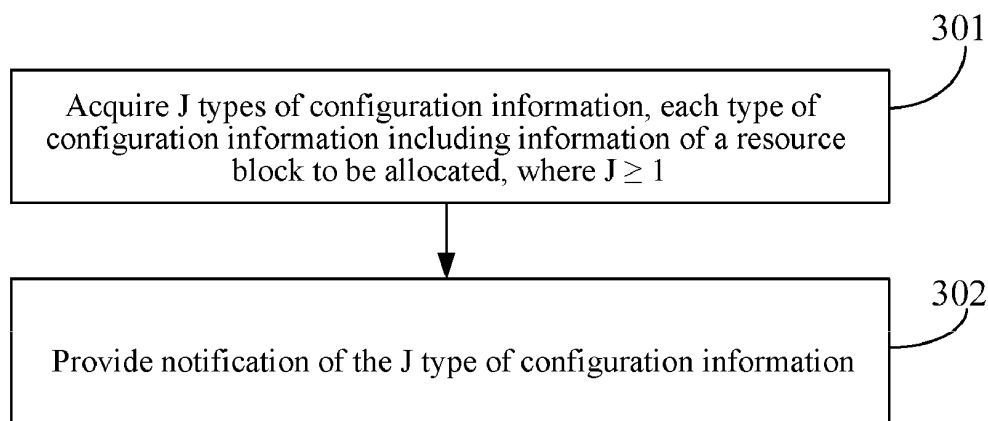 301
Acquire J types of configuration information, each type of
configuration information including information of a resource
block to be allocated, where J ≥ 1
302
Provide notification of the J type of configuration information